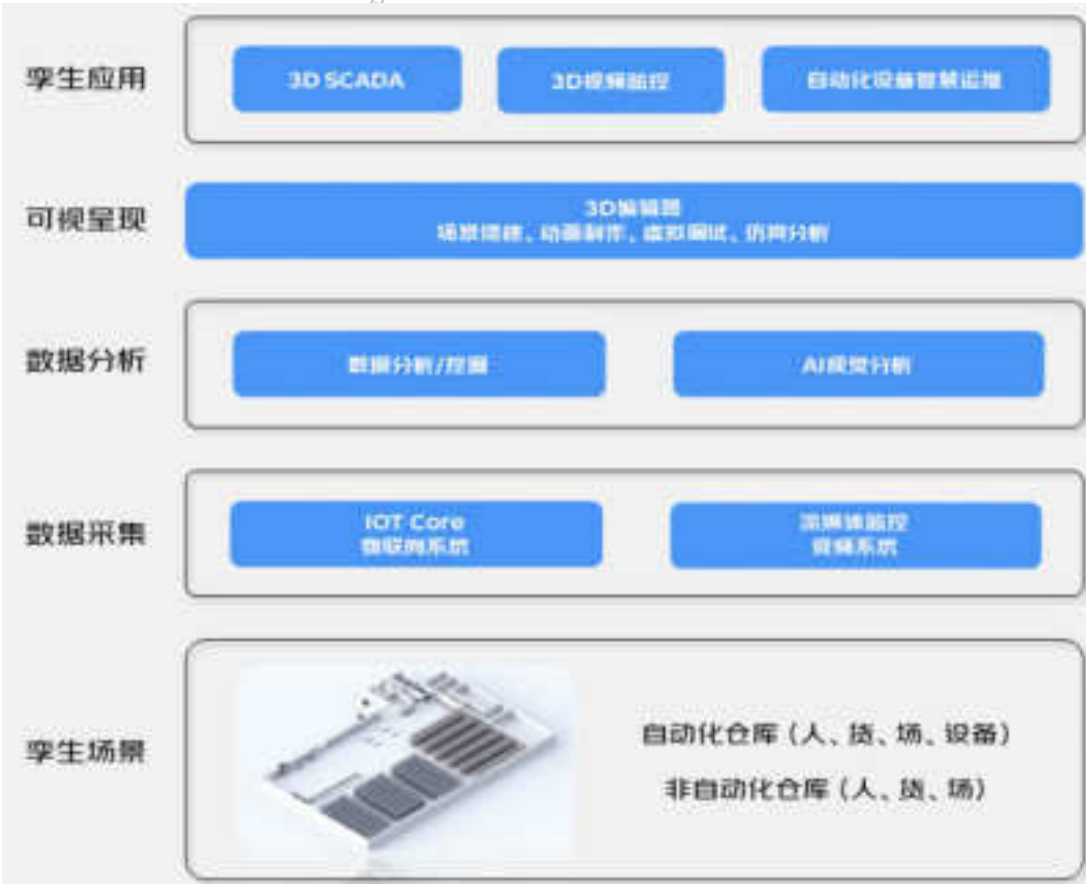 孪生应用
3D SCADA
3D视频监控
自动化设备智慧运维
可视呈现
3D编辑器
场景搭建、动画制作、虚拟调试、仿真分析
数据分析
数据分析/挖掘
AI视觉分析
数据采集
IOT Core
物联网系统
流媒体监控
视频系统
孪生场景
自动化仓库（人、货、场、设备）
非自动化仓库（人、货、场）